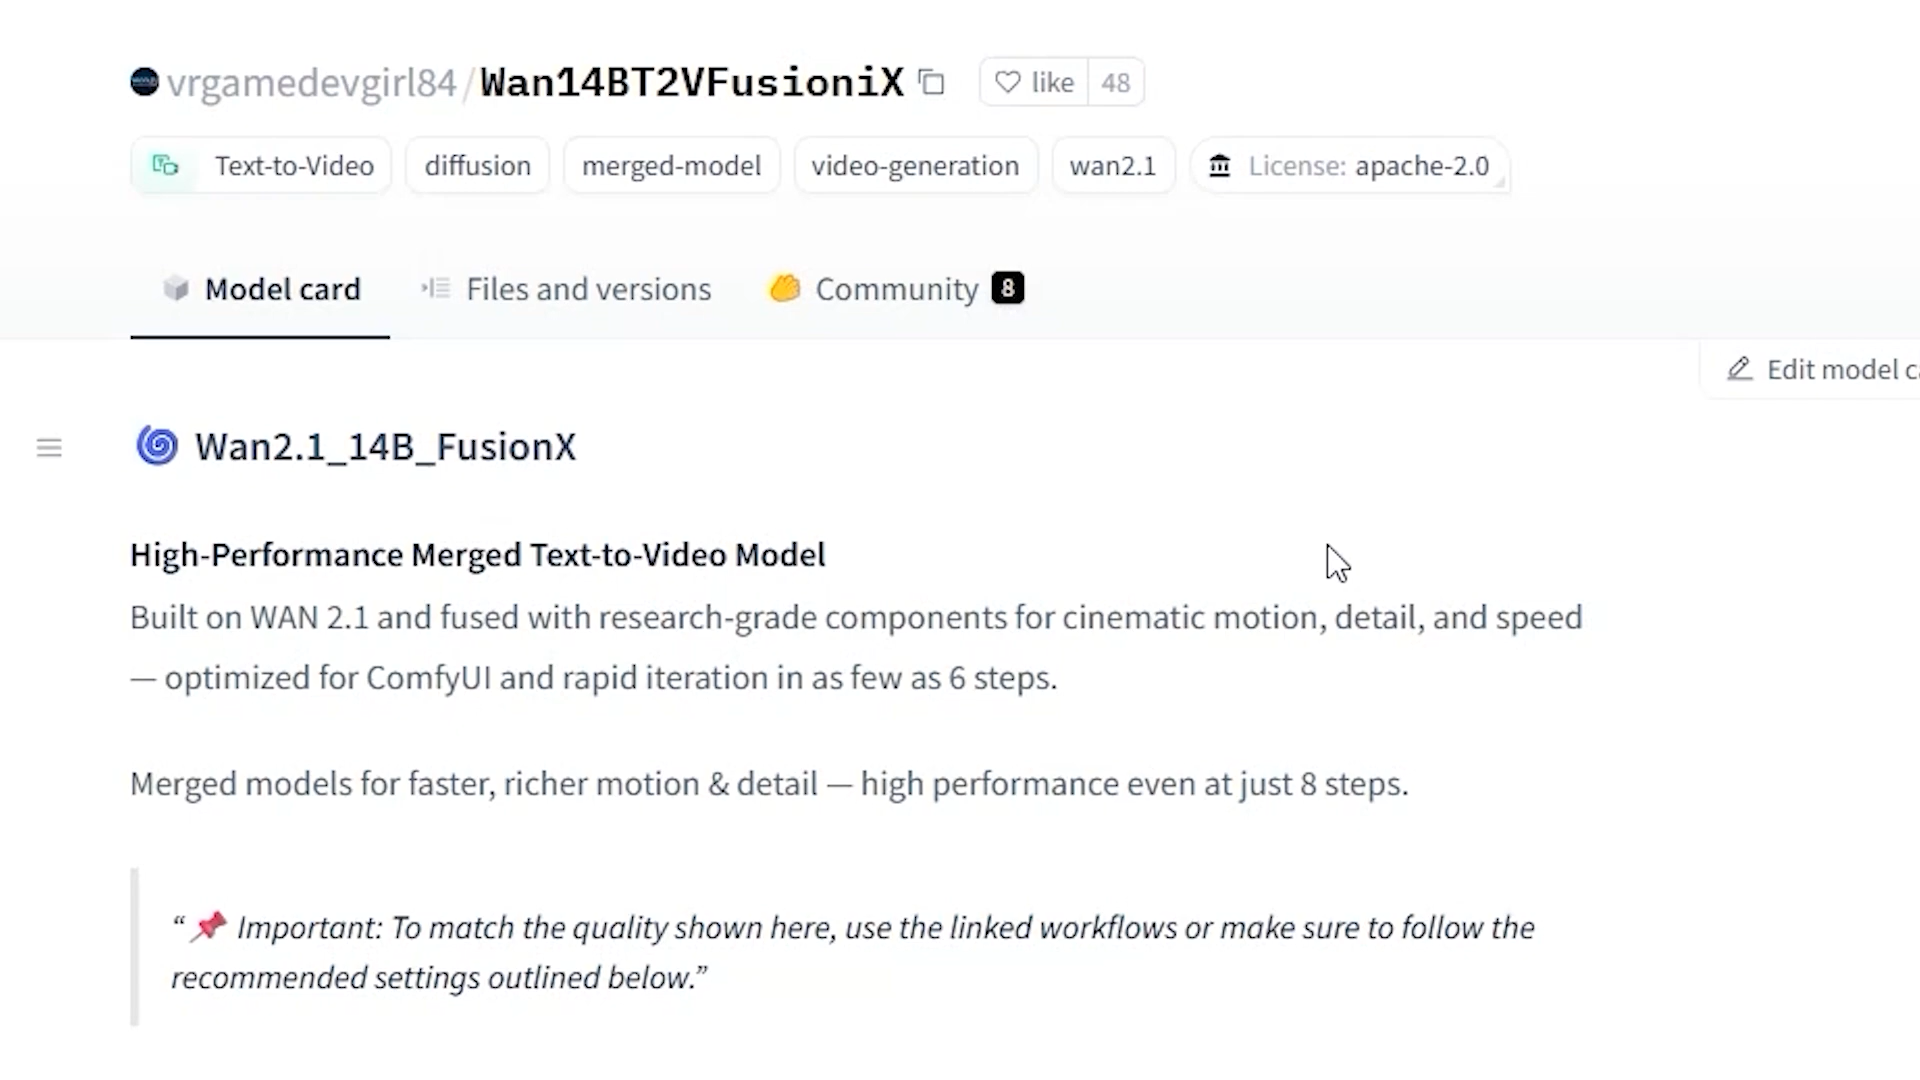 vrgamedevgirl84/Wan14BT2VFusioniX like 48
Text-to-Video diffusion merged-model video-generation wan2.1 License: apache-2.0
Model card Files and versions Community 8
Edit model
Wan2.1_14B_FusionX
High-Performance Merged Text-to-Video Model
Built on WAN 2.1 and fused with research-grade components for cinematic motion, detail, and speed
— optimized for ComfyUI and rapid iteration in as few as 6 steps.
Merged models for faster, richer motion & detail — high performance even at just 8 steps.
“📌 Important: To match the quality shown here, use the linked workflows or make sure to follow the
recommended settings outlined below.”